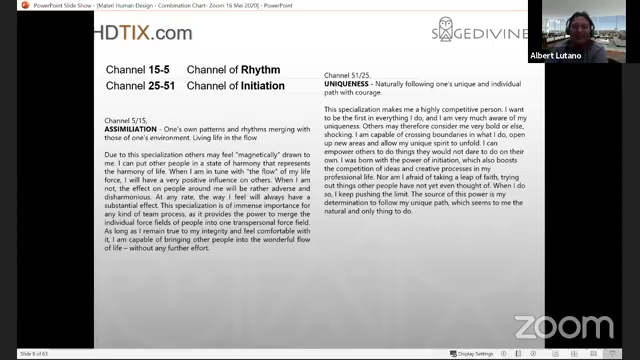 PowerPoint Slide Show - [Materi Human Design - Combination Chart- Zoom 16 Mei 2020] - PowerPoint
HDTIX.com
SAGEDIVINE
Albert Lutano
Channel 15-5 Channel of Rhythm
Channel 25-51 Channel of Initiation
Channel 5/15,
ASSIMILIATION - One's own patterns and rhythms merging with
those of one's environment. Living life in the flow.
Due to this specialization others may feel "magnetically" drawn to
me. I can put other people in a state of harmony that represents
the harmony of life. When I am in tune with "the flow" of my life
force, I will have a very positive influence on others. When I am
not, the effect on people around me will be rather adverse and
disharmonious. At any rate, the way I feel will always have a
substantial effect. This specialization is of immense importance for
any kind of team process, as it provides the power to merge the
individual force fields of people into one transpersonal force field.
As long as I remain true to my integrity and feel comfortable with
it, I am capable of bringing other people into the wonderful flow
of life – without any further effort.
Channel 51/25,
UNIQUENESS - Naturally following one's unique and individual
path with courage.
This specialization makes me a highly competitive person. I want
to be the first in everything I do, and I am very much aware of my
uniqueness. Others may therefore consider me very bold or else,
shocking. I am capable of crossing boundaries in what I do, open
up new areas and allow my unique spirit to unfold. I can
empower others to do things they would not dare to do on their
own. I was born with the power of initiation, which also boosts
the competition of ideas and creative processes in my
professional life. Nor am I afraid of taking a leap of faith, trying
out things other people have not yet even thought of. When I do
so, I keep pushing the limit. The source of this power is my
determination to follow my unique path, which seems to me the
natural and only thing to do.
zoom
Slide 8 of 63
Display Settings